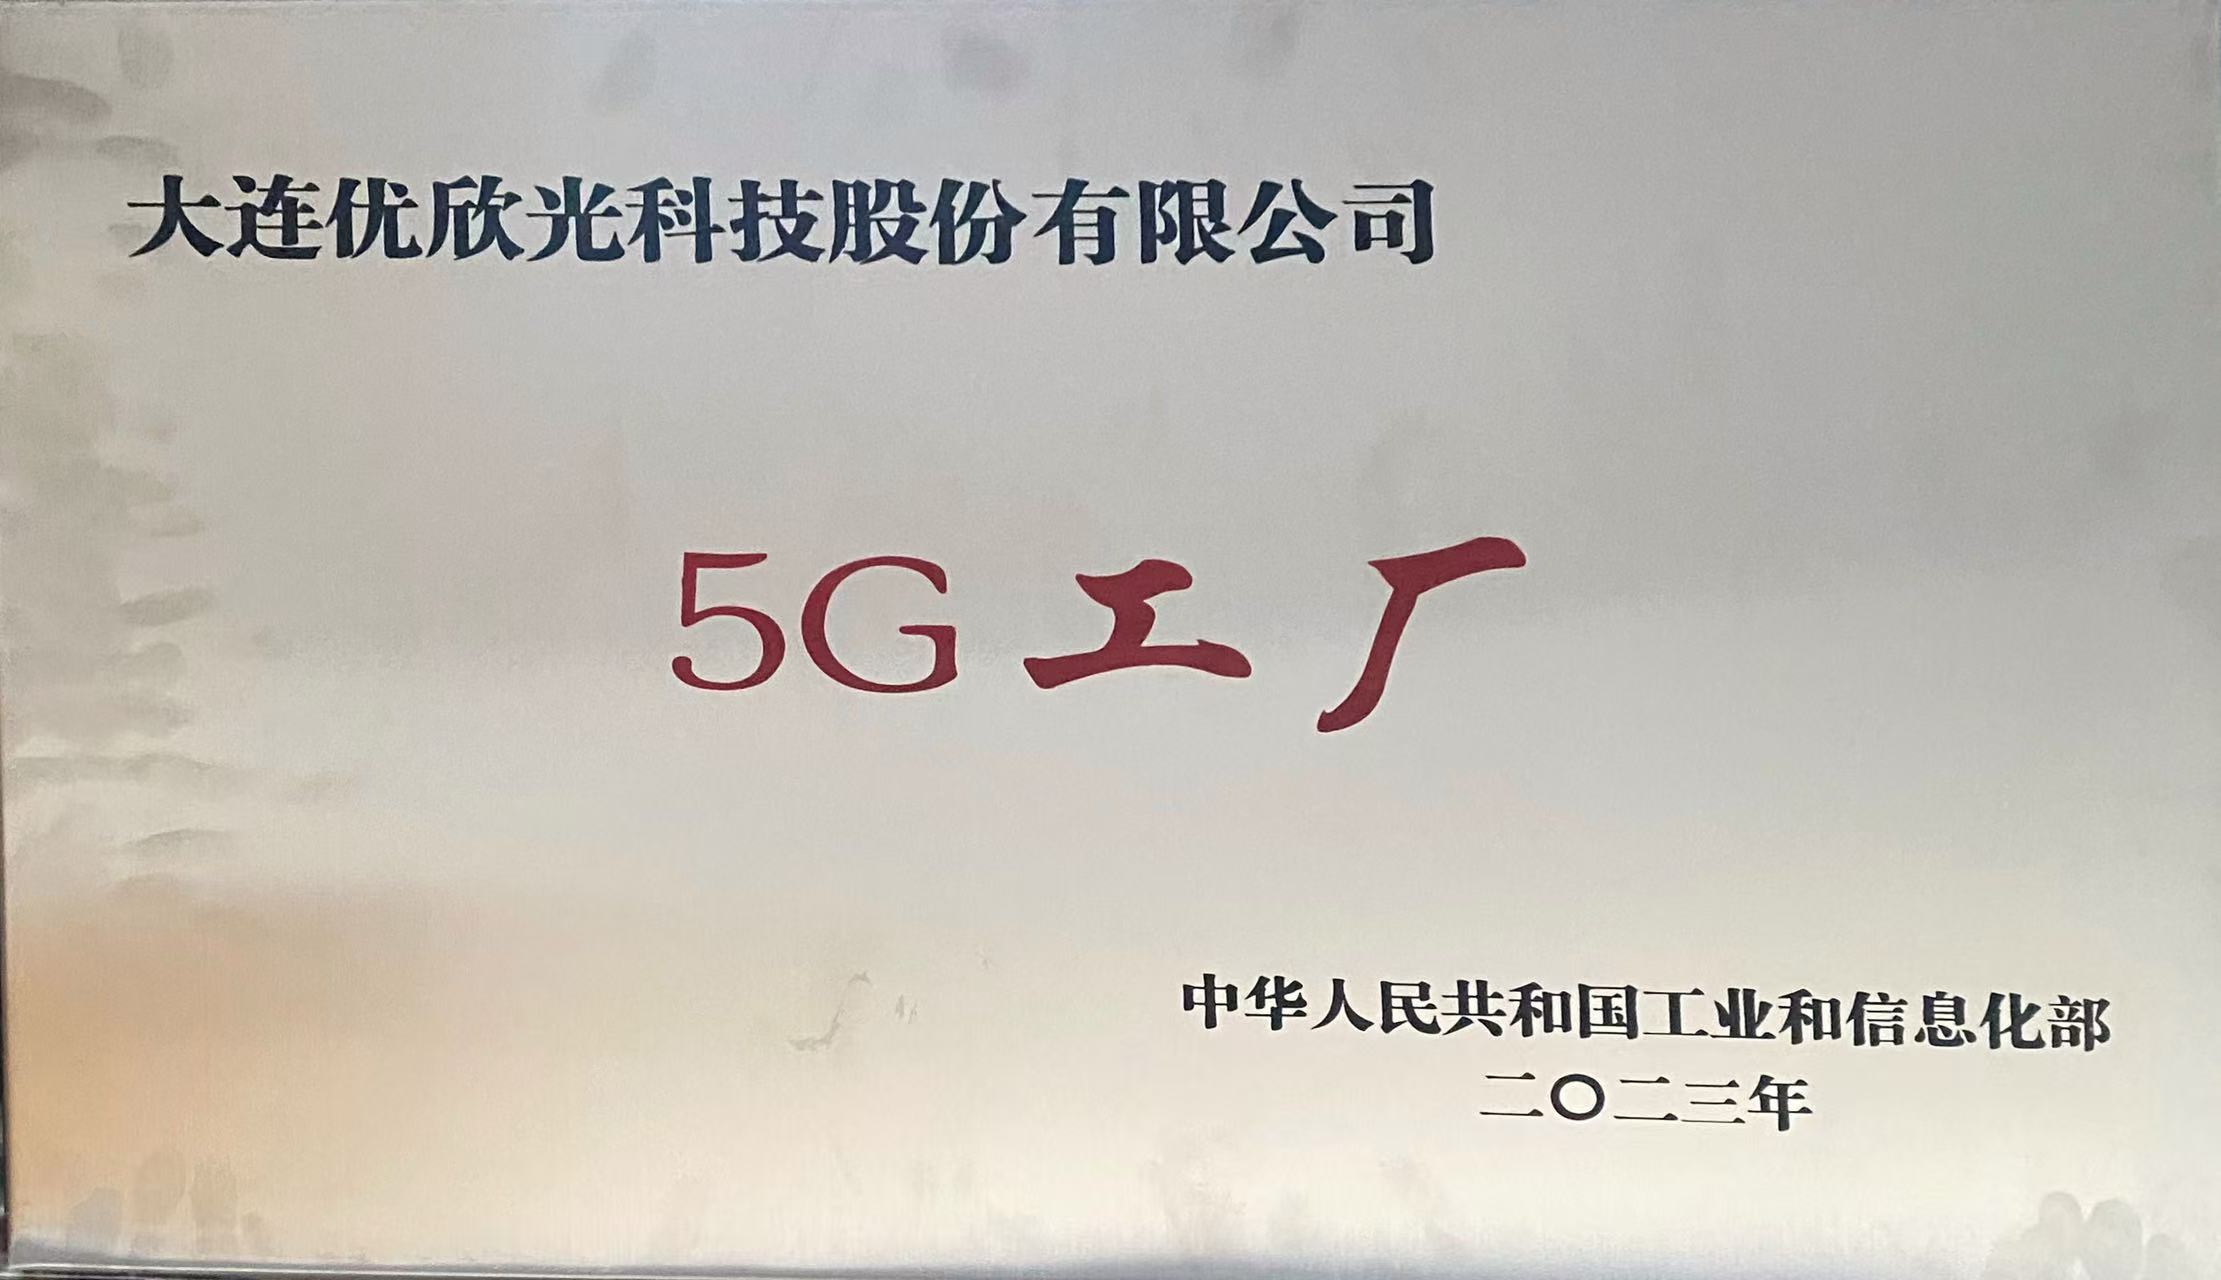 大连优欣光科技股份有限公司
5G工厂
中华人民共和国工业和信息化部
二〇二三年